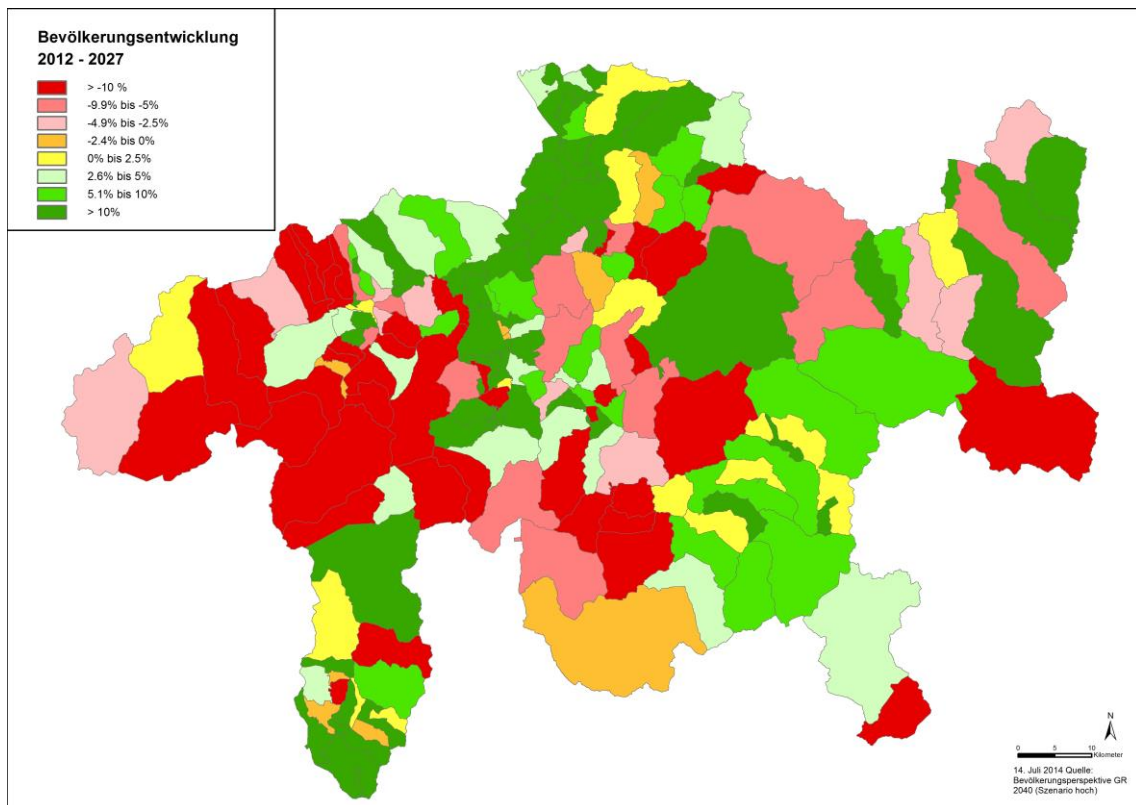 Bevölkerungsentwicklung
2012 - 2027
> -10 %
-9.9% bis -5%
-4.9% bis -2.5%
-2.4% bis 0%
0% bis 2.5%
2.6% bis 5%
5.1% bis 10%
> 10%
N
0 5 10
Kilometer
14. Juli 2014 Quelle:
Bevölkerungsperspektive GR
2040 (Szenario hoch)